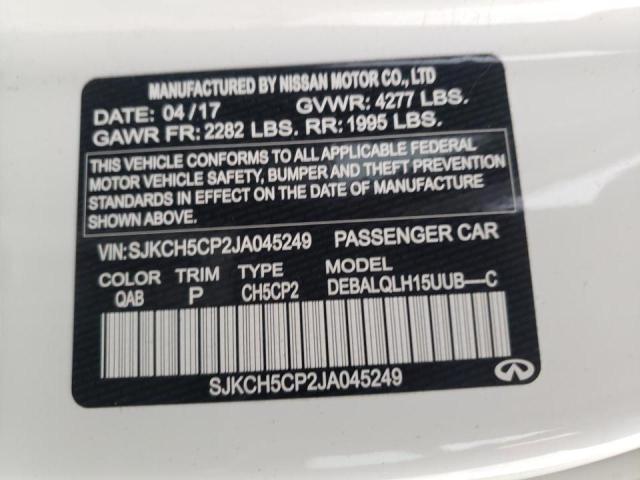 MANUFACTURED BY NISSAN MOTOR CO., LTD
DATE: 04/17 GVWR: 4277 LBS.
GAWR FR: 2282 LBS. RR: 1995 LBS.
THIS VEHICLE CONFORMS TO ALL APPLICABLE FEDERAL
MOTOR VEHICLE SAFETY, BUMPER AND THEFT PREVENTION
STANDARDS IN EFFECT ON THE DATE OF MANUFACTURE
SHOWN ABOVE.
VIN: SJKCH5CP2JA045249 PASSENGER CAR
COLOR TRIM TYPE MODEL
QAB P CH5CP2 DEBALQLH15UUB—C
SJKCH5CP2JA045249